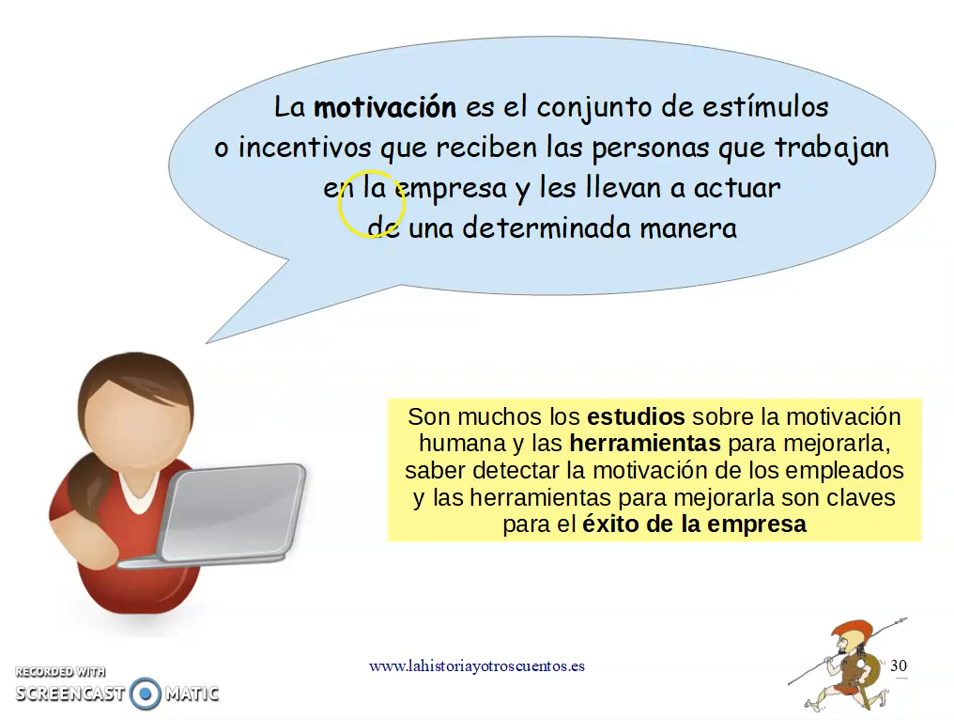 La motivación es el conjunto de estímulos
o incentivos que reciben las personas que trabajan
en la empresa y les llevan a actuar
de una determinada manera
Son muchos los estudios sobre la motivación
humana y las herramientas para mejorarla,
saber detectar la motivación de los empleados
y las herramientas para mejorarla son claves
para el éxito de la empresa
RECORDED WITH
SCREENCAST MATIC
www.lahistoriayotroscuentos.es
30